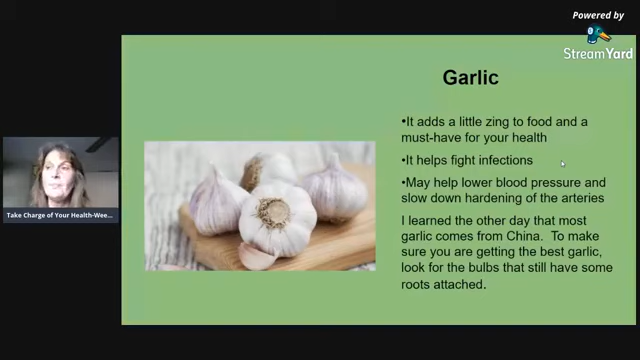 Powered by
StreamYard
Garlic
•It adds a little zing to food and a
must-have for your health
•It helps fight infections
•May help lower blood pressure and
slow down hardening of the arteries
I learned the other day that most
garlic comes from China. To make
sure you are getting the best garlic,
look for the bulbs that still have some
roots attached.
Take Charge of Your Health-Wee...